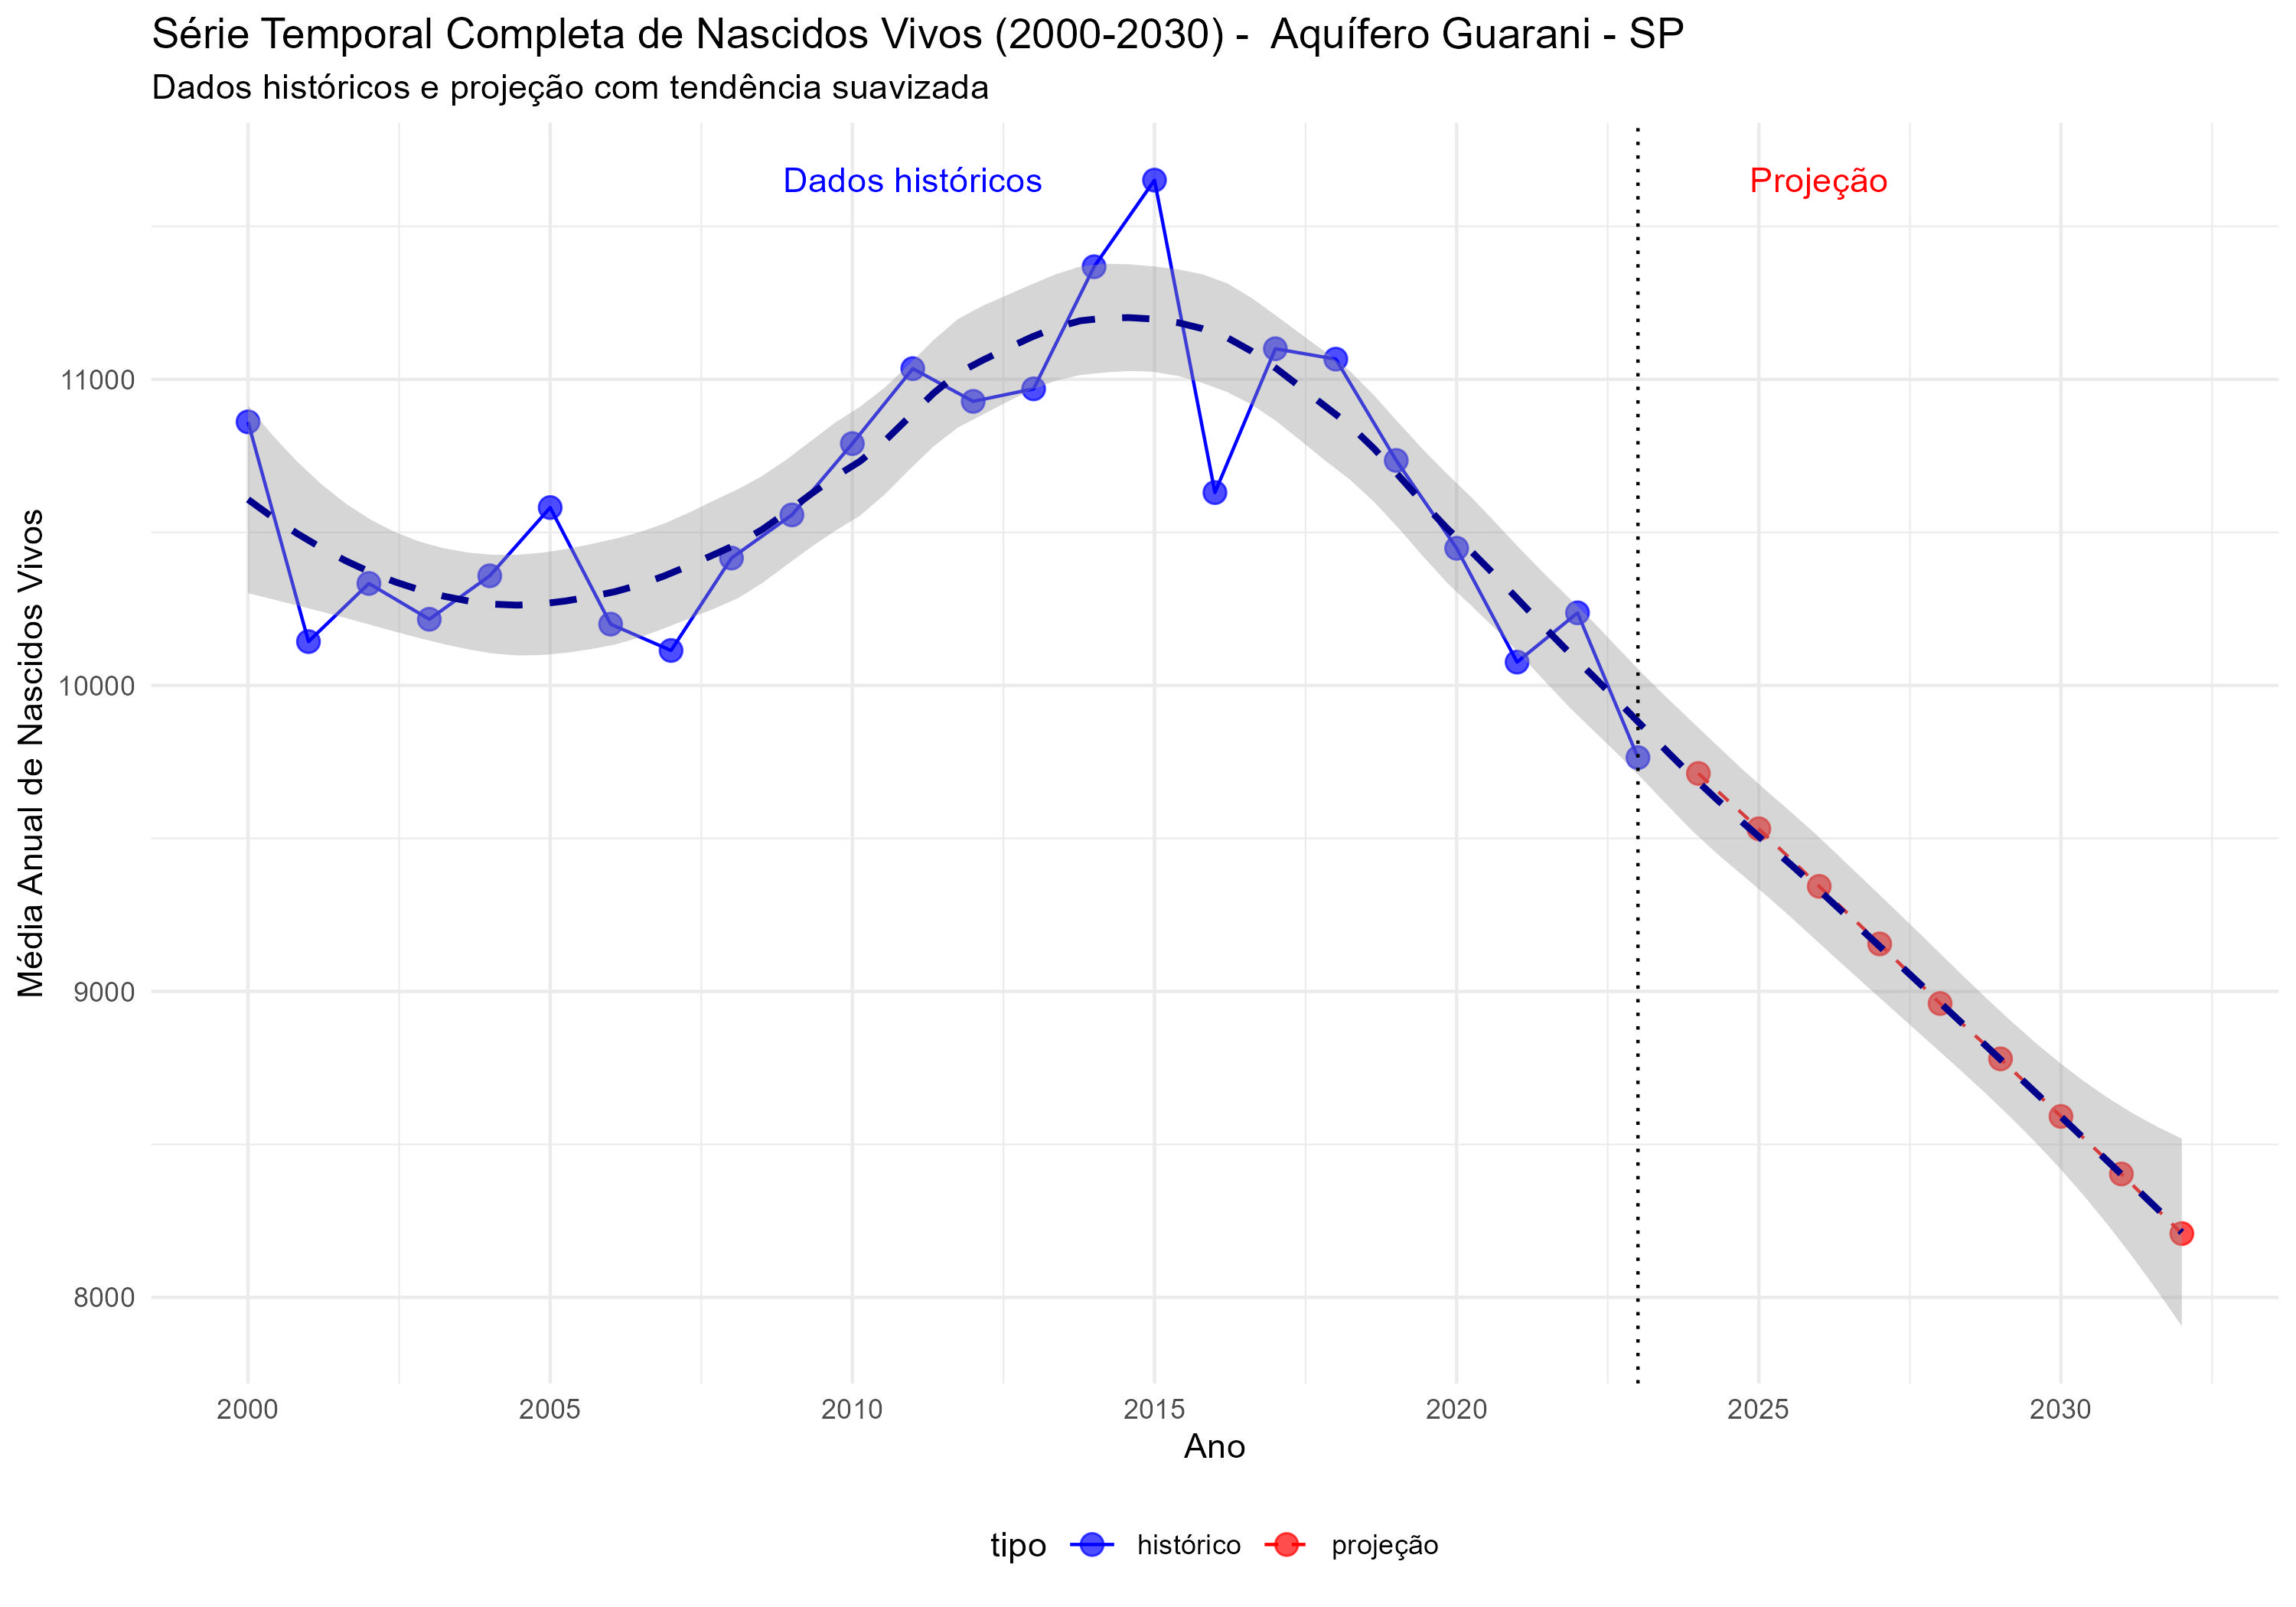 Série Temporal Completa de Nascidos Vivos (2000-2030) -  Aquífero Guarani - SP
Dados históricos e projeção com tendência suavizada
Dados históricos
Projeção
Média Anual de Nascidos Vivos
11000
10000
9000
8000
2000
2005
2010
2015
2020
2025
2030
Ano
tipo
histórico
projeção